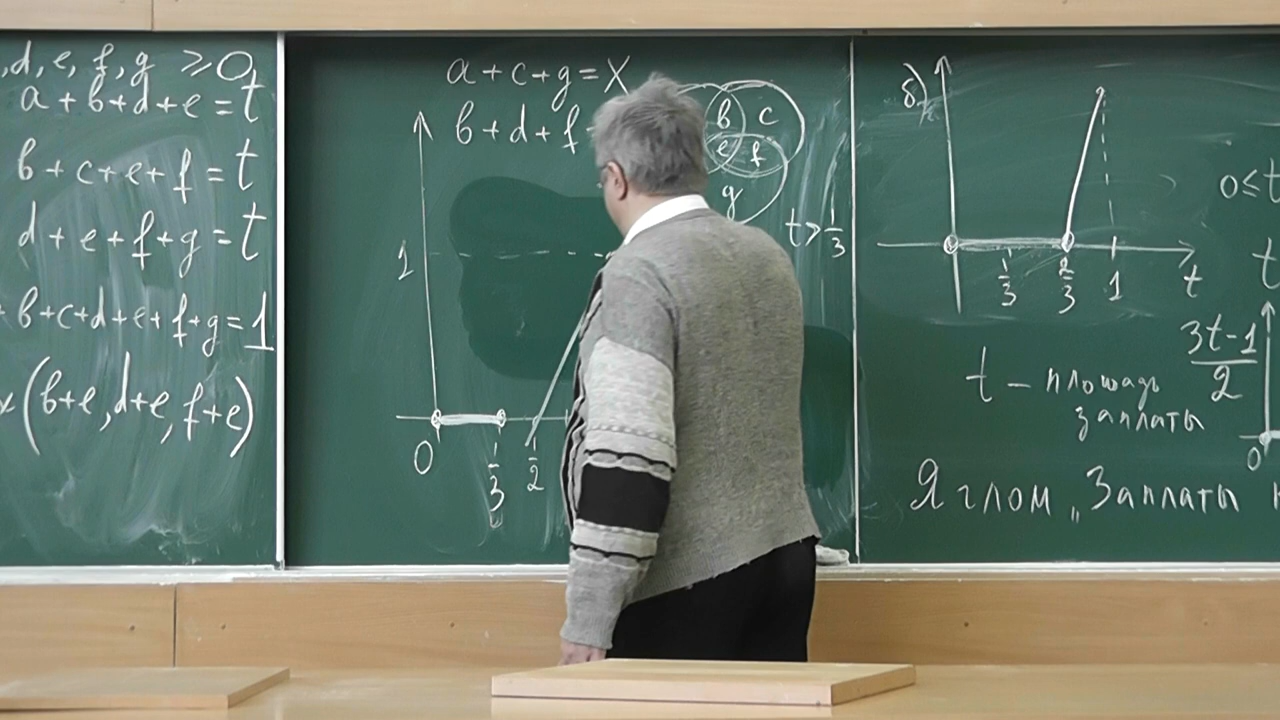 ,d,e,f,g ⩾0
a+b+d+e=t
b+c+e+f=t
d+e+f+g=t
b+c+d+e+f+g=1
(b+e,d+e,f+e)
a+c+g=X
b+d+f
b c
e f
g
t>1/3
1
0 1/3 1/2
б)
1/3 2/3 1 t
0≤t
t
t – площадь
заплаты
3t-1/2
0
Яглом „Заплаты